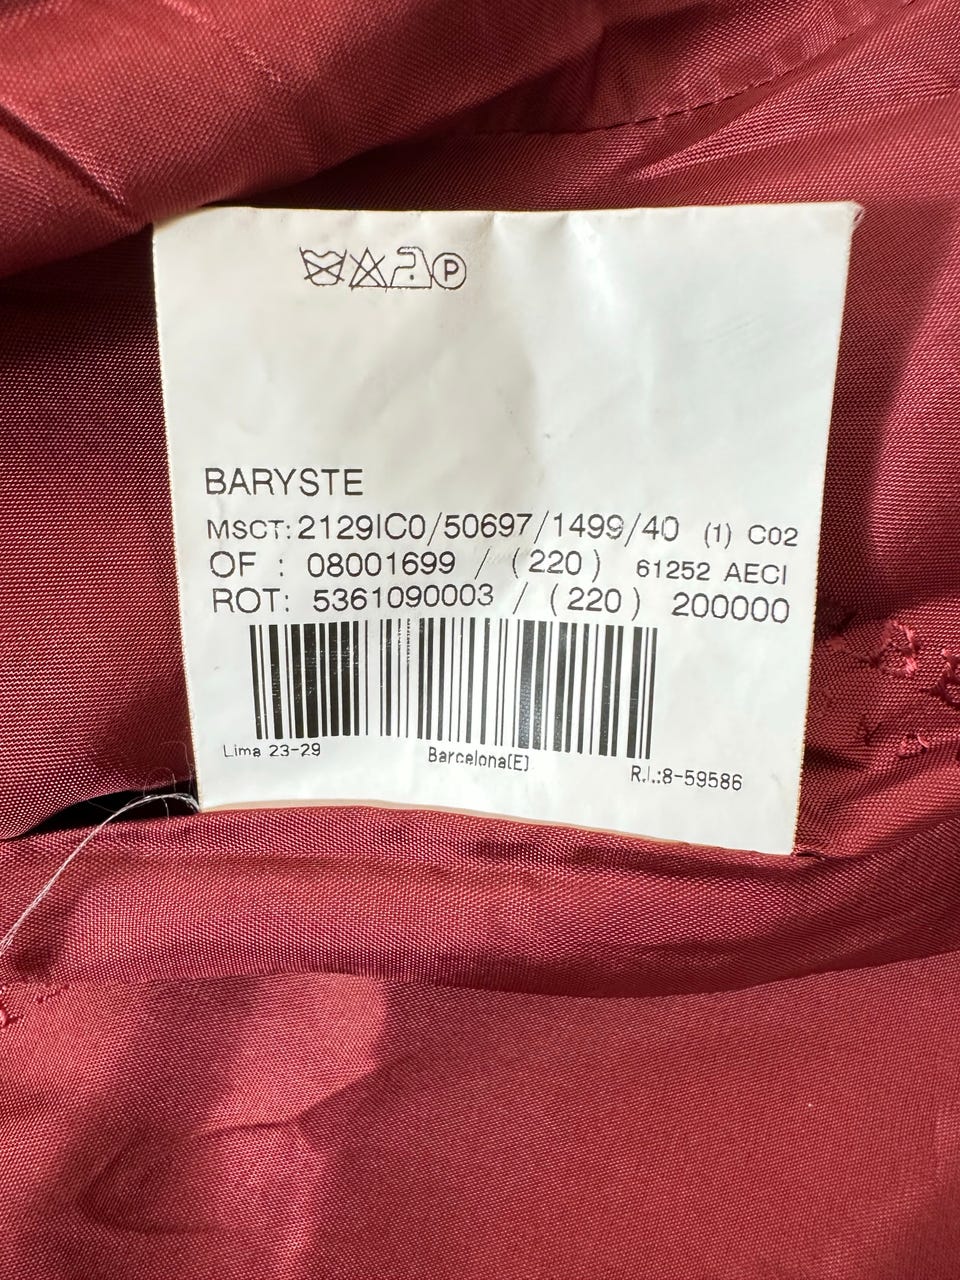 P
BARYSTE
MSCT: 2129IC0/50697/1499/40 (1) C02
OF : 08001699 / (220) 61252 AECI
ROT: 5361090003 / (220) 200000
Lima 23-29
Barcelona(E)
R.I.:8-59586